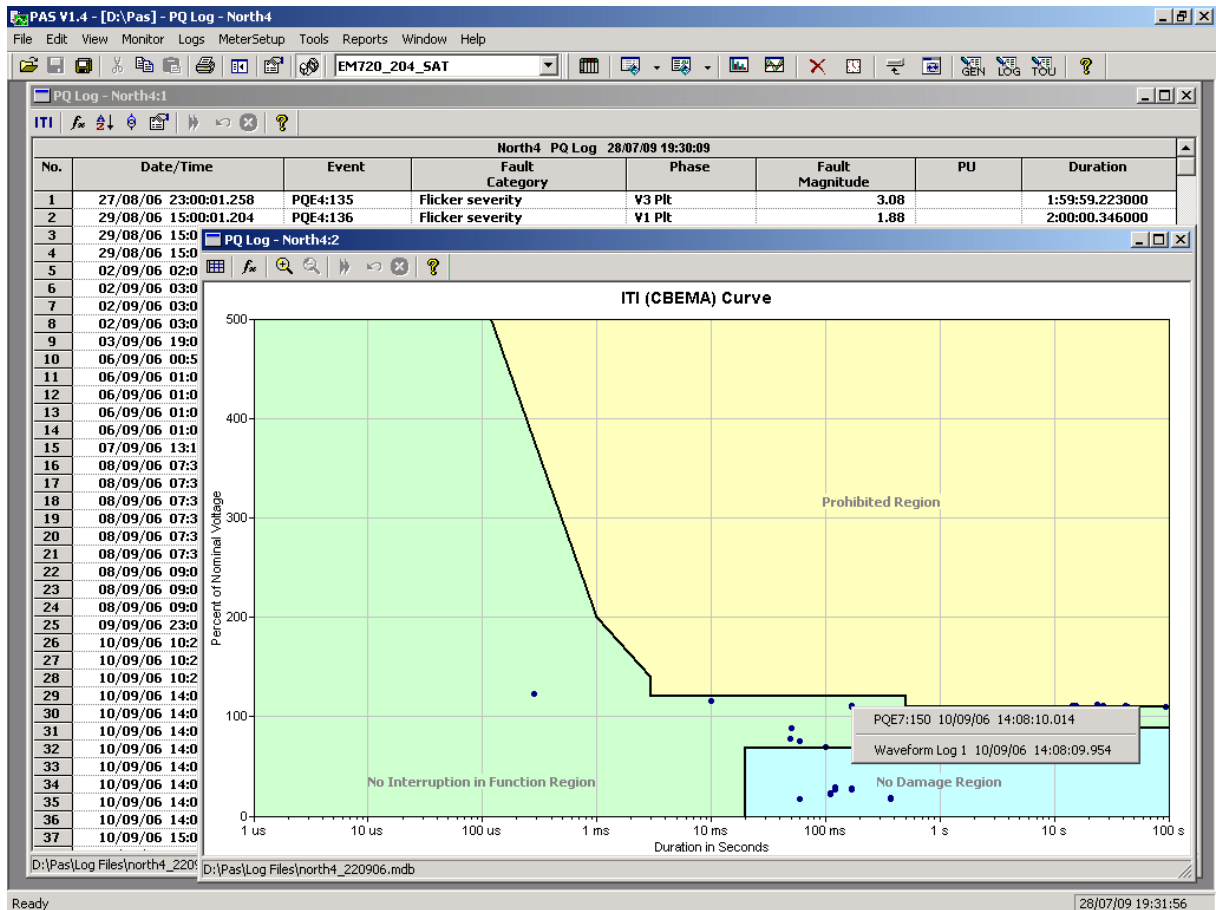 PAS V1.4 - [D:\Pas] - PQ Log - North4
File Edit View Monitor Logs MeterSetup Tools Reports Window Help
EM720_204_SAT GEN LOG TOU
PQ Log - North4:1
ITI
North4 PQ Log 28/07/09 19:30:09
No. Date/Time Event Fault Category Phase Fault Magnitude PU Duration
1 27/08/06 23:00:01.258 PQE4:135 Flicker severity V3 Plt 3.08 1:59:59.223000
2 29/08/06 15:00:01.204 PQE4:136 Flicker severity V1 Plt 1.88 2:00:00.346000
3 29/08/06 15:0
4 29/08/06 15:0
5 02/09/06 02:0
6 02/09/06 03:0
7 02/09/06 03:0
8 02/09/06 03:0
9 03/09/06 19:0
10 06/09/06 00:5
11 06/09/06 01:0
12 06/09/06 01:0
13 06/09/06 01:0
14 06/09/06 01:0
15 07/09/06 13:1
16 08/09/06 07:3
17 08/09/06 07:3
18 08/09/06 07:3
19 08/09/06 07:3
20 08/09/06 07:3
21 08/09/06 07:3
22 08/09/06 09:0
23 08/09/06 09:0
24 08/09/06 09:0
25 09/09/06 23:0
26 10/09/06 10:2
27 10/09/06 10:2
28 10/09/06 10:2
29 10/09/06 14:0
30 10/09/06 14:0
31 10/09/06 14:0
32 10/09/06 14:0
33 10/09/06 14:0
34 10/09/06 14:0
35 10/09/06 14:0
36 10/09/06 14:0
37 10/09/06 15:0
D:\Pas\Log Files\north4_220
PQ Log - North4:2
ITI (CBEMA) Curve
Percent of Nominal Voltage
500
400
300
200
100
0
Prohibited Region
PQE7:150 10/09/06 14:08:10.014
Waveform Log 1 10/09/06 14:08:09.954
No Interruption in Function Region
No Damage Region
1 us 10 us 100 us 1 ms 10 ms 100 ms 1 s 10 s 100 s
Duration in Seconds
D:\Pas\Log Files\north4_220906.mdb
Ready 28/07/09 19:31:56